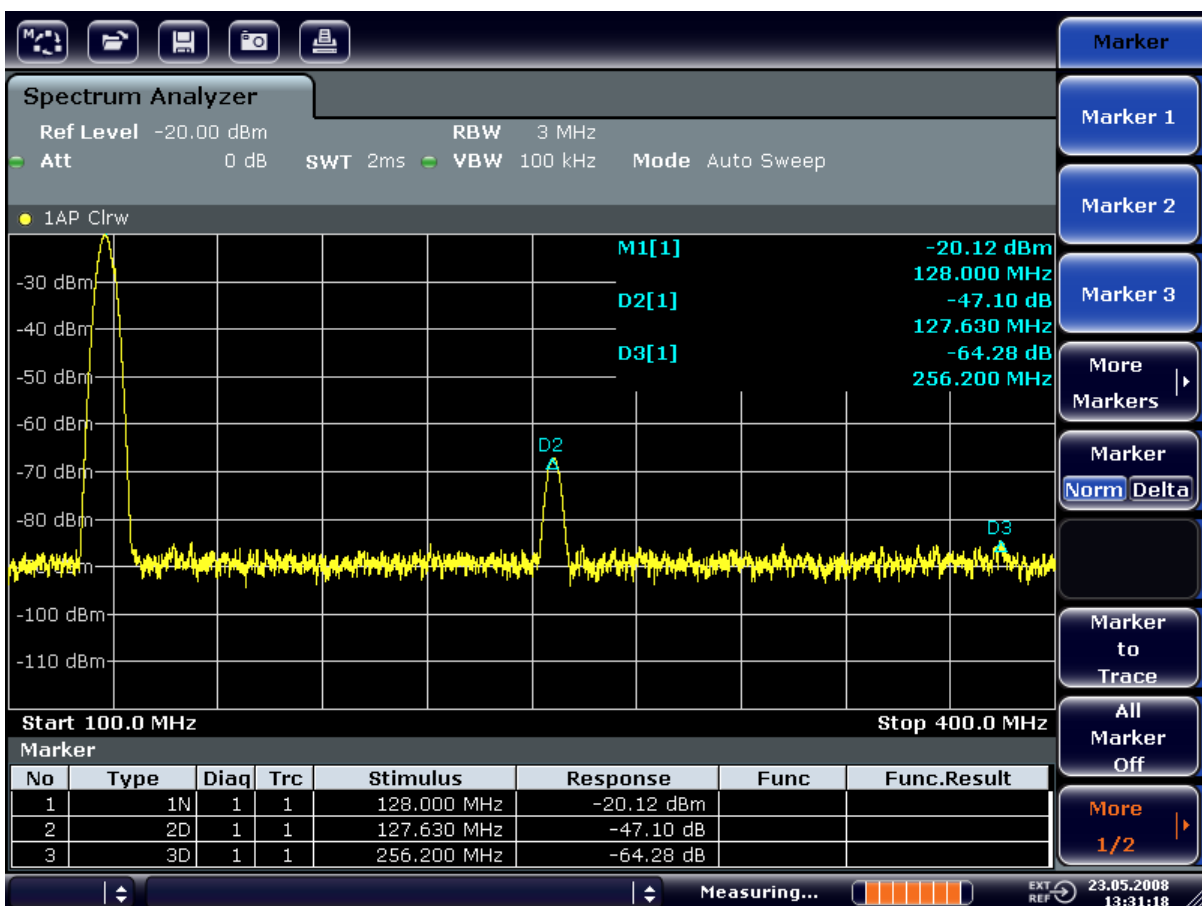 M
Marker
Spectrum Analyzer
Ref Level -20.00 dBm RBW 3 MHz
Att 0 dB SWT 2ms VBW 100 kHz Mode Auto Sweep
1AP Clrw
M1[1] -20.12 dBm
128.000 MHz
D2[1] -47.10 dB
127.630 MHz
D3[1] -64.28 dB
256.200 MHz
-30 dBm
-40 dBm
-50 dBm
-60 dBm
-70 dBm
-80 dBm
-100 dBm
-110 dBm
D2
D3
Start 100.0 MHz Stop 400.0 MHz
Marker
No Type Diag Trc Stimulus Response Func Func.Result
1 1N 1 1 128.000 MHz -20.12 dBm
2 2D 1 1 127.630 MHz -47.10 dB
3 3D 1 1 256.200 MHz -64.28 dB
Measuring... EXT REF 23.05.2008
13:31:18
Marker 1
Marker 2
Marker 3
More
Markers
Marker
Norm Delta
Marker
to
Trace
All
Marker
Off
More
1/2